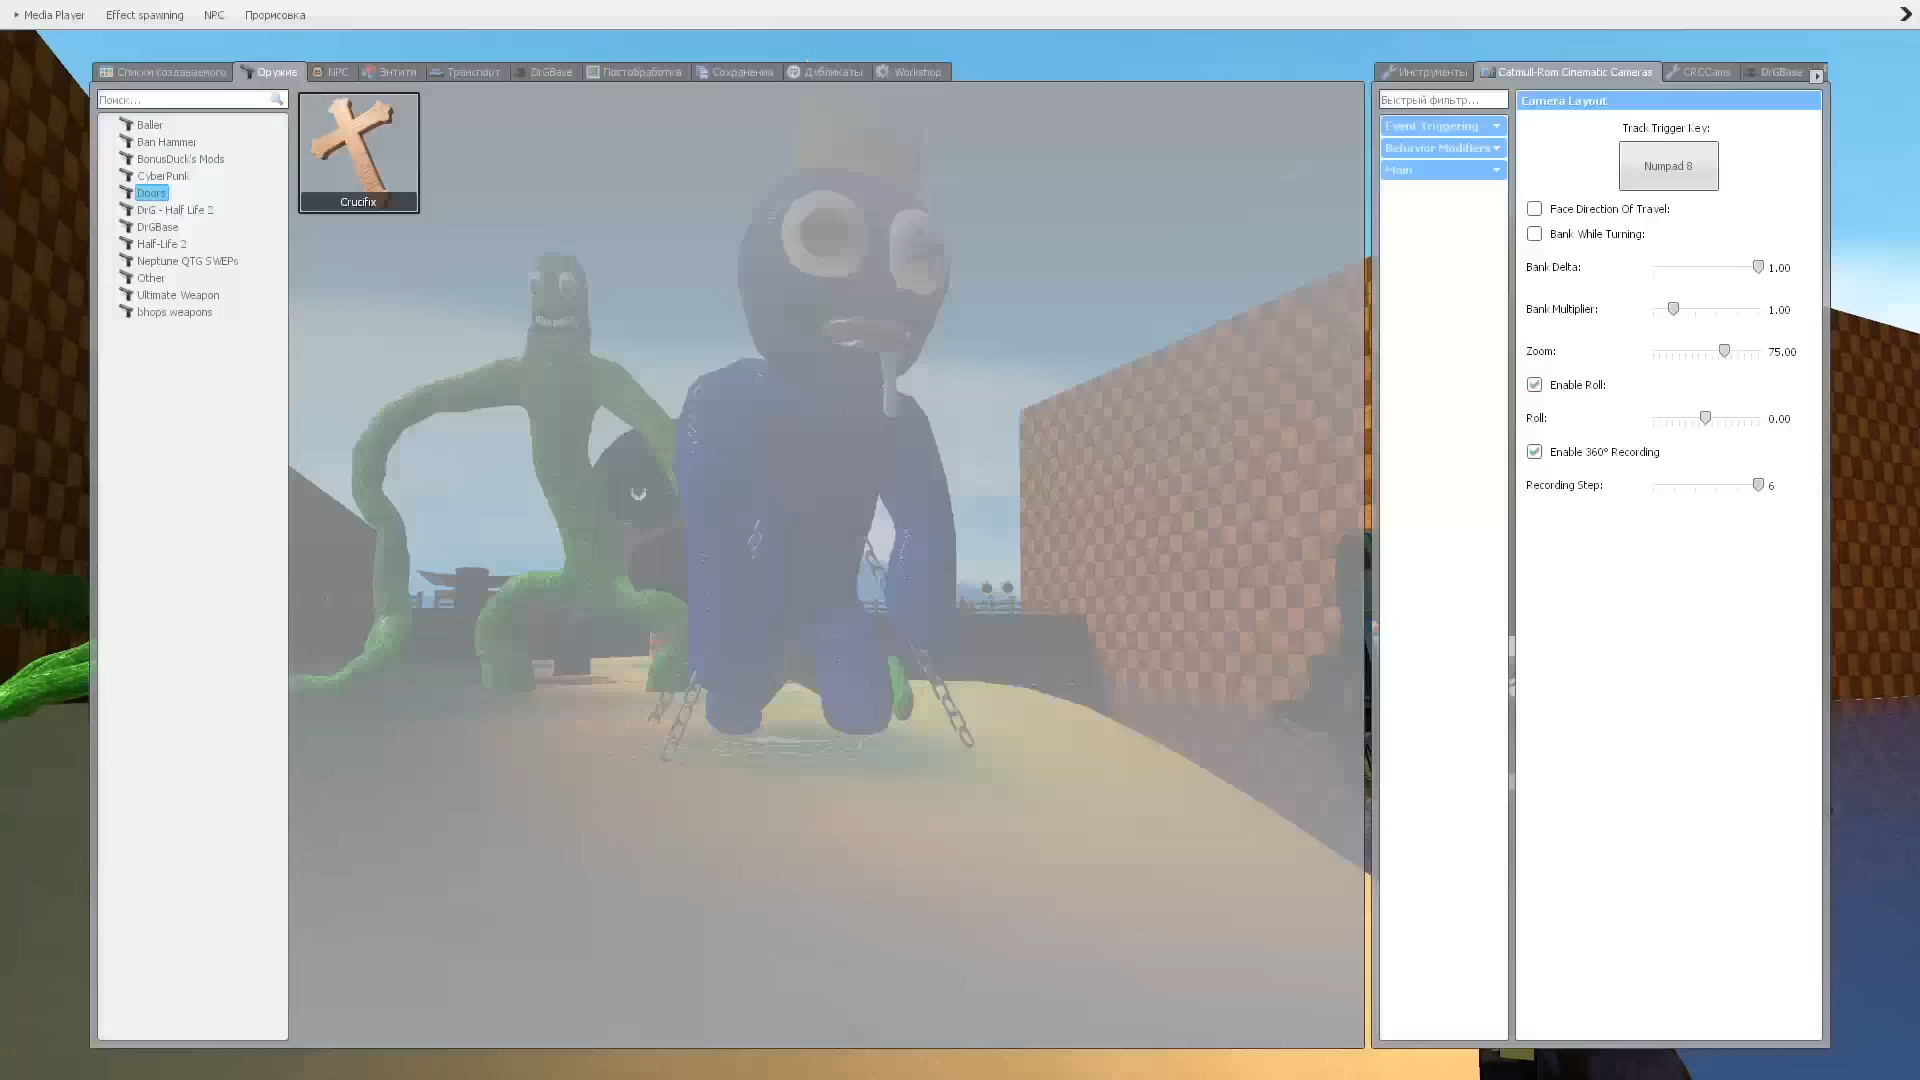 Media Player Effect spawning NPC Прорисовка
Списки создаваемого Оружие NPC Энтити Транспорт DrGBase Постобработка Сохранения Дубликаты Workshop
Инструменты Catmull-Rom Cinematic Cameras CRCCams DrGBase
Поиск...
Baller
Ban Hammer
BonusDuck's Mods
CyberPunk
Doors
DrG - Half Life 2
DrGBase
Half-Life 2
Neptune QTG SWEPs
Other
Ultimate Weapon
bhops weapons
Crucifix
Быстрый фильтр...
Event Triggering
Behavior Modifiers
Main
Camera Layout
Track Trigger Key:
Numpad 8
Face Direction Of Travel:
Bank While Turning:
Bank Delta: 1.00
Bank Multiplier: 1.00
Zoom: 75.00
Enable Roll:
Roll: 0.00
Enable 360° Recording
Recording Step: 6